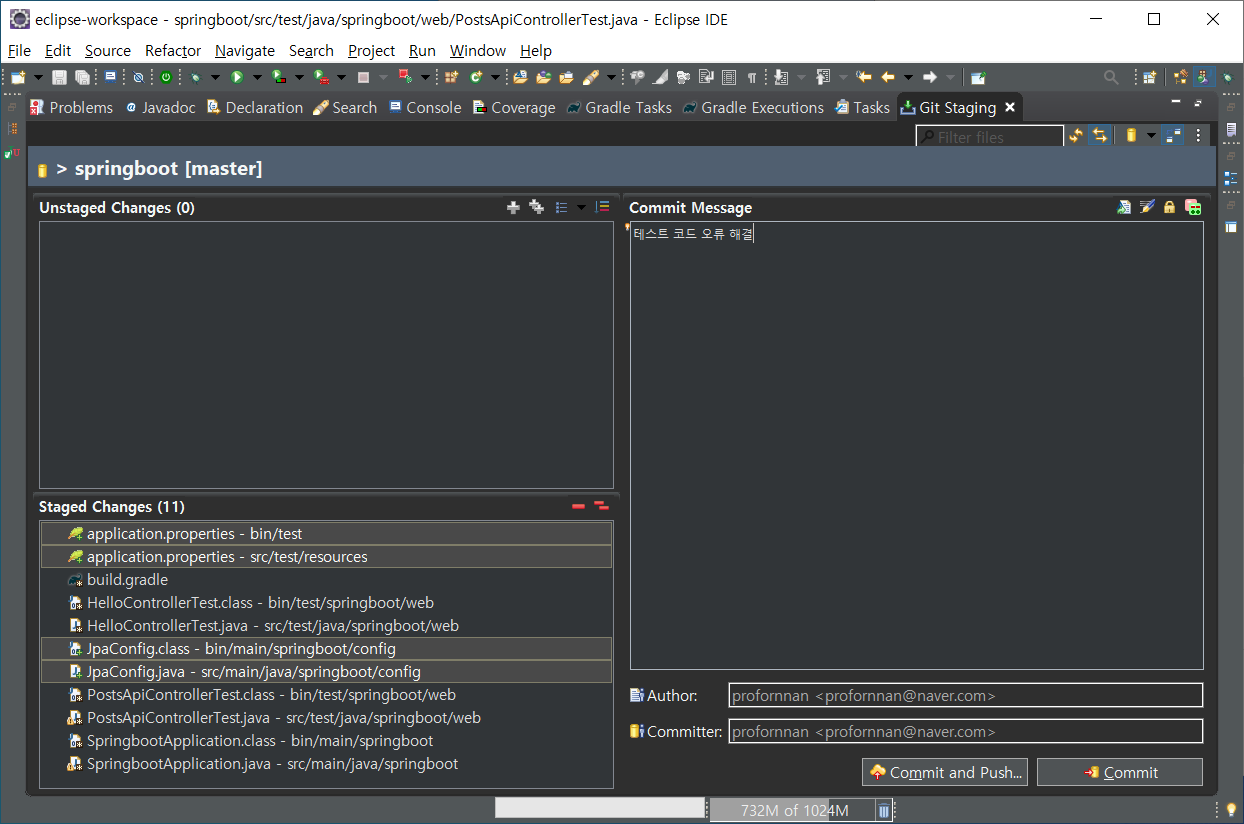 eclipse-workspace - springboot/src/test/java/springboot/web/PostsApiControllerTest.java - Eclipse IDE
File Edit Source Refactor Navigate Search Project Run Window Help
Problems Javadoc Declaration Search Console Coverage Gradle Tasks Gradle Executions Tasks Git Staging
Filter files
> springboot [master]
Unstaged Changes (0)
Commit Message
테스트 코드 오류 해결
Staged Changes (11)
application.properties - bin/test
application.properties - src/test/resources
build.gradle
HelloControllerTest.class - bin/test/springboot/web
HelloControllerTest.java - src/test/java/springboot/web
JpaConfig.class - bin/main/springboot/config
JpaConfig.java - src/main/java/springboot/config
PostsApiControllerTest.class - bin/test/springboot/web
PostsApiControllerTest.java - src/test/java/springboot/web
SpringbootApplication.class - bin/main/springboot
SpringbootApplication.java - src/main/java/springboot
Author: profornnan <profornnan@naver.com>
Committer: profornnan <profornnan@naver.com>
Commit and Push... Commit
732M of 1024M